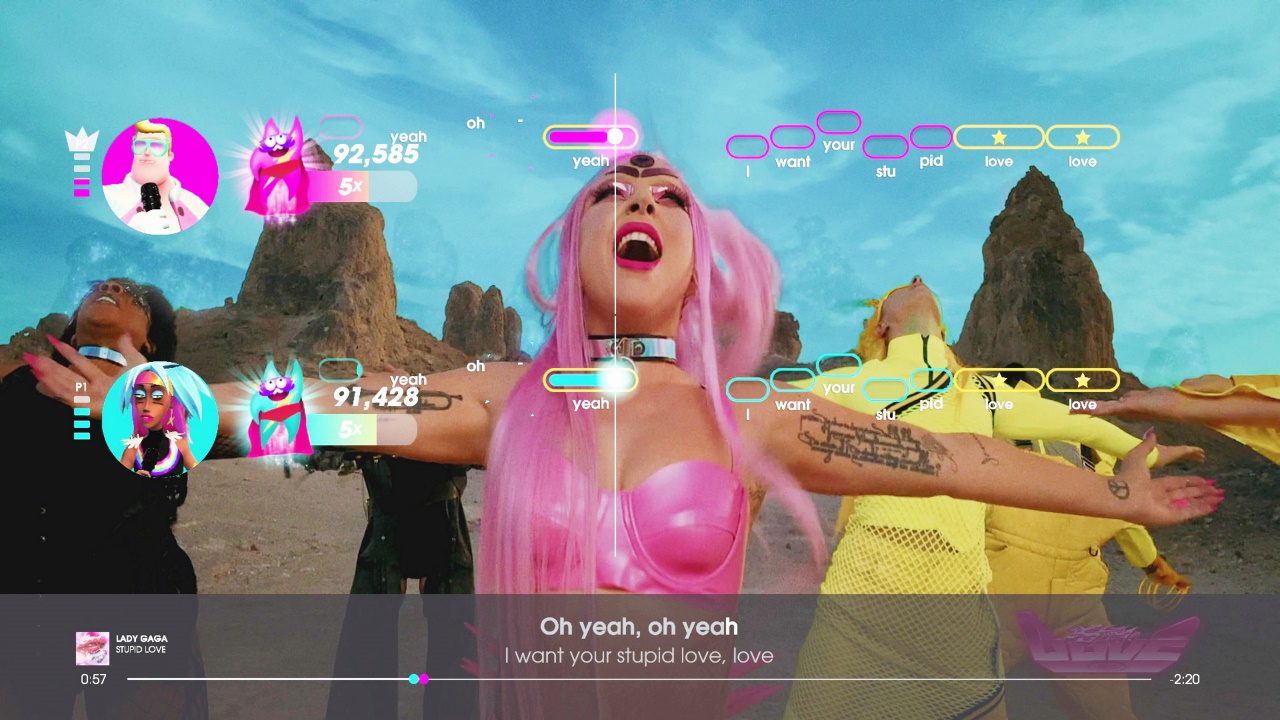 oh -
yeah
yeah
92,585
5x
I
want
your
stu
pid
love
love
P1
oh -
yeah
yeah
91,428
5x
I
want
your
stu
pid
love
love
Oh yeah, oh yeah
I want your stupid love, love
LADY GAGA
STUPID LOVE
0:57
-2:20
LOVE